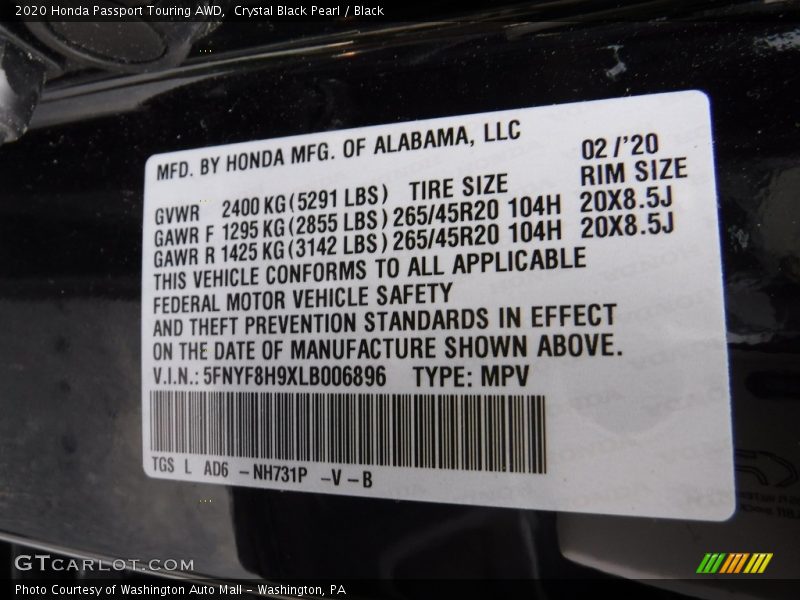 2020 Honda Passport Touring AWD, Crystal Black Pearl / Black
MFD. BY HONDA MFG. OF ALABAMA, LLC 02/'20
GVWR 2400 KG (5291 LBS) TIRE SIZE RIM SIZE
GAWR F 1295 KG (2855 LBS) 265/45R20 104H 20X8.5J
GAWR R 1425 KG (3142 LBS) 265/45R20 104H 20X8.5J
THIS VEHICLE CONFORMS TO ALL APPLICABLE
FEDERAL MOTOR VEHICLE SAFETY
AND THEFT PREVENTION STANDARDS IN EFFECT
ON THE DATE OF MANUFACTURE SHOWN ABOVE.
V.I.N.: 5FNYF8H9XLB006896 TYPE: MPV
TGS L AD6 - NH731P - V - B
GTCARLOT.COM
Photo Courtesy of Washington Auto Mall - Washington, PA